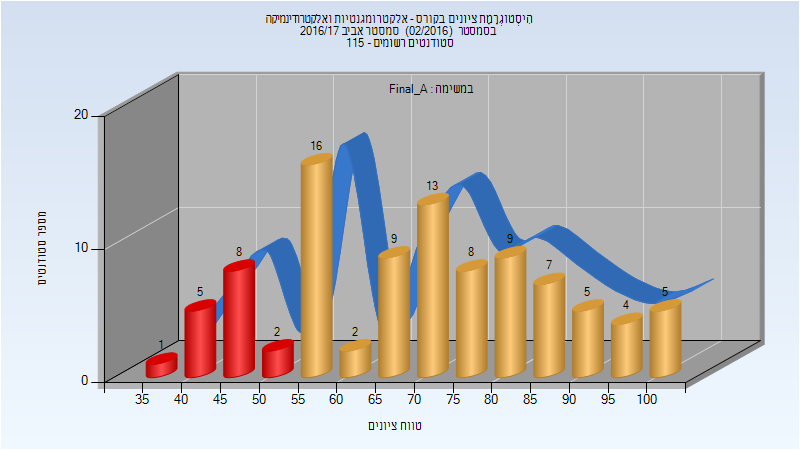 הִיסְטוֹגְרָמַת ציונים בקורס - אלקטרומגנטיות ואלקטרודינמיקה
בסמסטר (02/2016) סמסטר אביב 2016/17
סטודנטים רשומים - 115
במשימה : Final_A
מספר סטודנטים
20
10
0
1
5
8
2
16
2
9
13
8
9
7
5
4
5
35 40 45 50 55 60 65 70 75 80 85 90 95 100
טווח ציונים